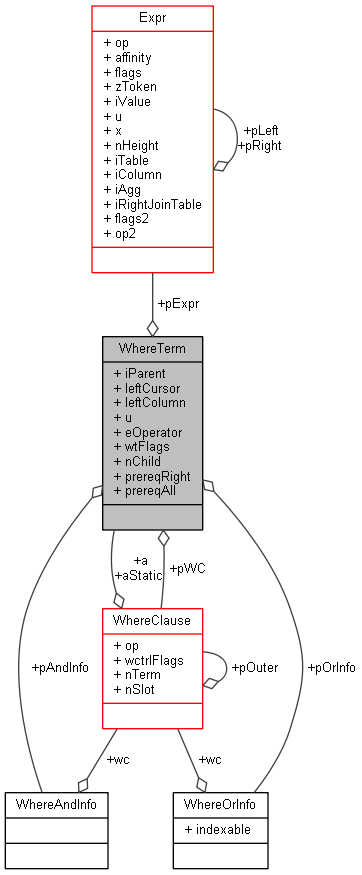 Expr
+ op
+ affinity
+ flags
+ zToken
+ iValue
+ u
+ x
+ nHeight
+ iTable
+ iColumn
+ iAgg
+ iRightJoinTable
+ flags2
+ op2
+pLeft
+pRight
+pExpr
WhereTerm
+ iParent
+ leftCursor
+ leftColumn
+ u
+ eOperator
+ wtFlags
+ nChild
+ prereqRight
+ prereqAll
+a
+aStatic
+pWC
WhereClause
+ op
+ wctrlFlags
+ nTerm
+ nSlot
+pOuter
+pAndInfo
+pOrInfo
+wc
+wc
WhereAndInfo
WhereOrInfo
+ indexable